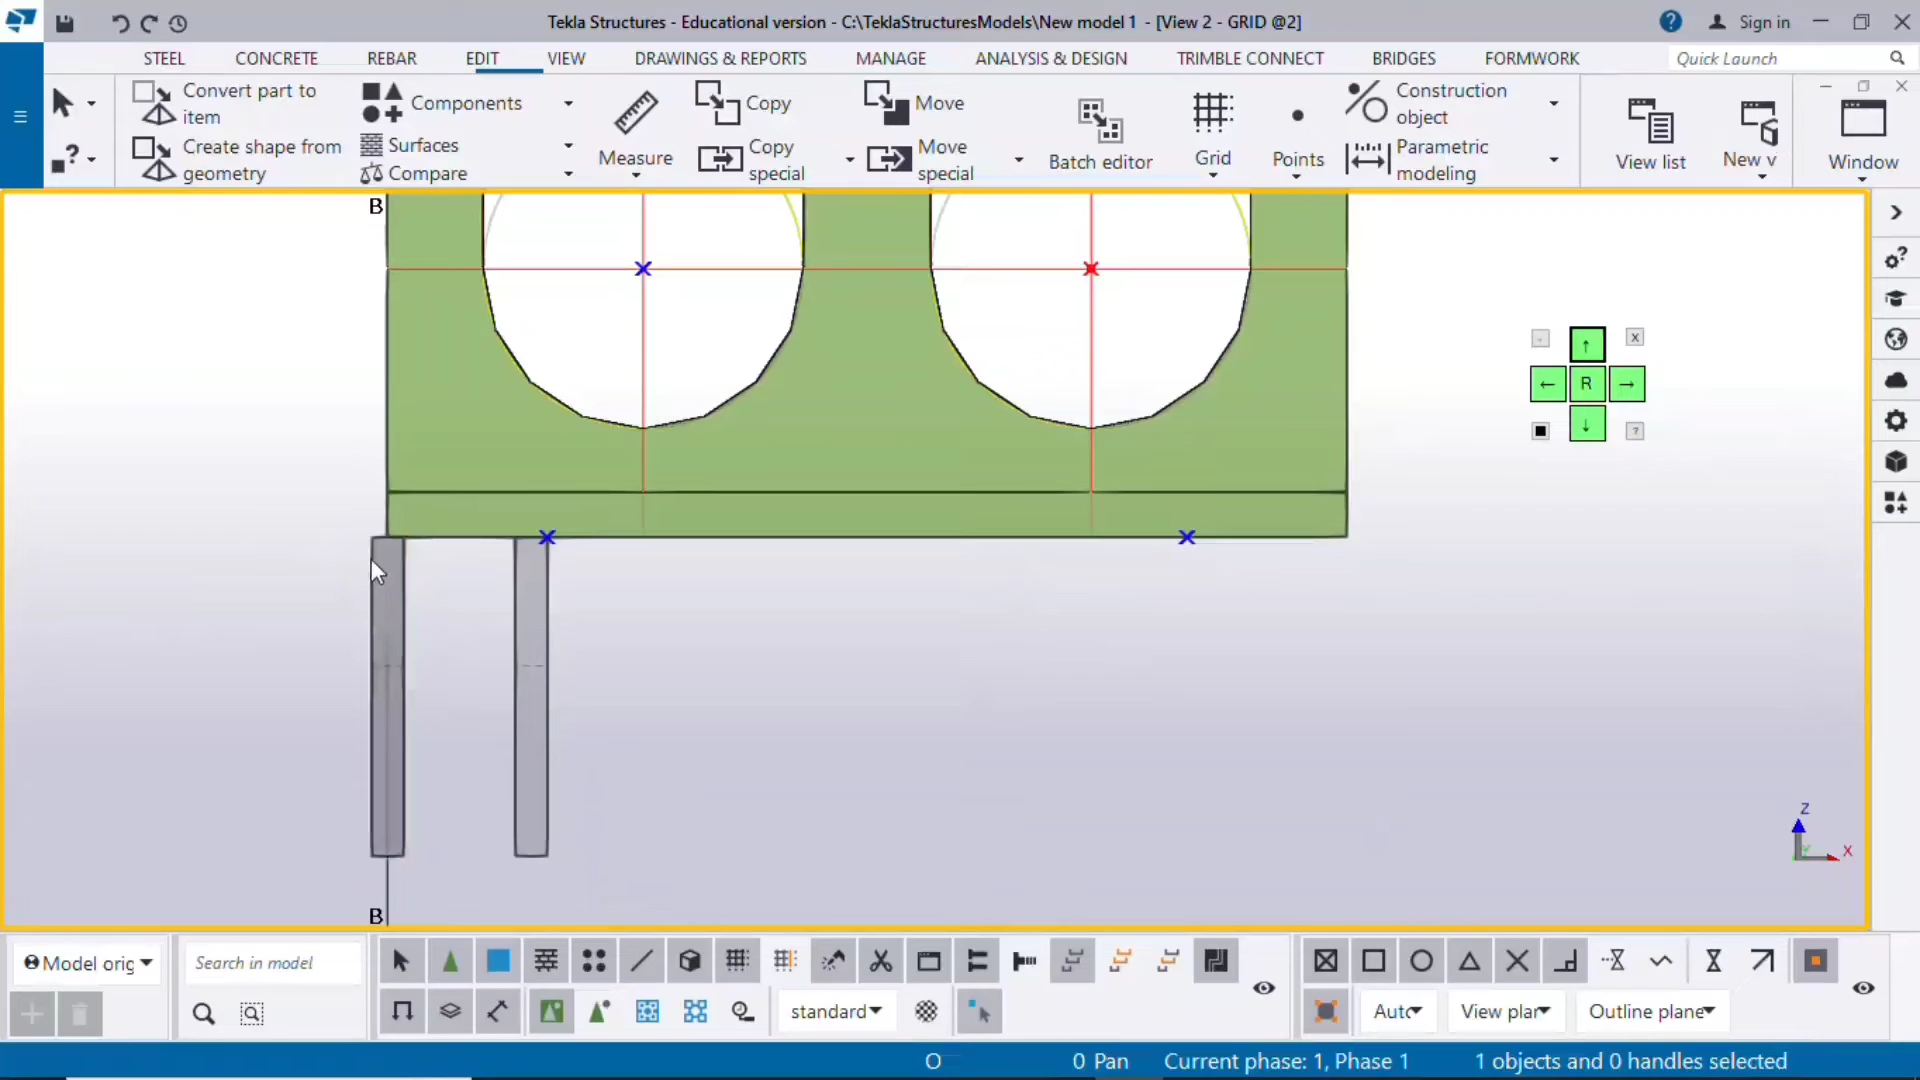 Tekla Structures - Educational version - C:\TeklaStructuresModels\New model 1 - [View 2 - GRID @2]
Sign in
STEEL CONCRETE REBAR EDIT VIEW DRAWINGS & REPORTS MANAGE ANALYSIS & DESIGN TRIMBLE CONNECT BRIDGES FORMWORK Quick Launch
Convert part to item
Create shape from geometry
Components
Surfaces
Compare
Measure
Copy
Copy special
Move
Move special
Batch editor
Grid
Points
Construction object
Parametric modeling
View list
New v
Window
B
R
X
?
Z
X
B
Model orig
Search in model
standard
Auto
View plan
Outline plane
O
0 Pan
Current phase: 1, Phase 1
1 objects and 0 handles selected